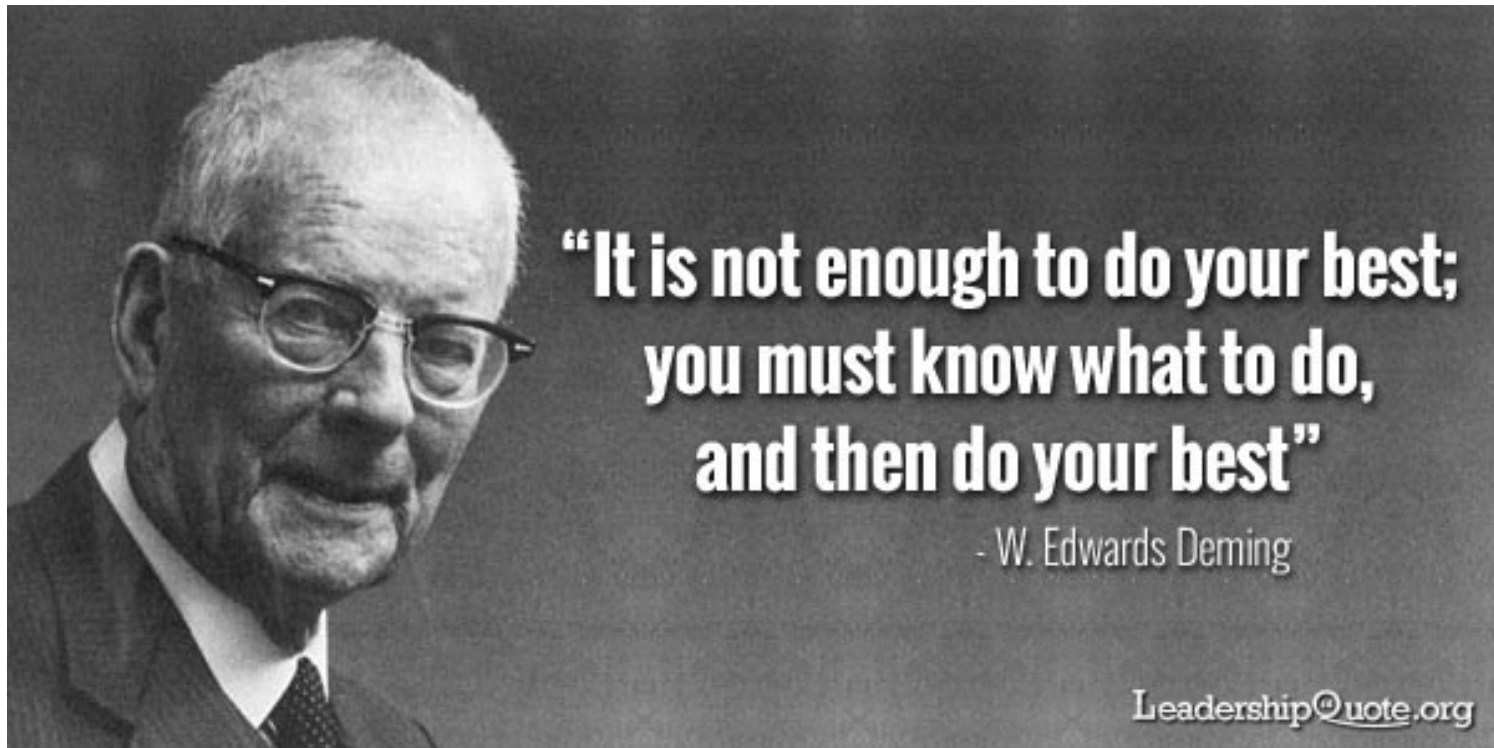 “It is not enough to do your best;
you must know what to do,
and then do your best”
- W. Edwards Deming
LeadershipQuote.org